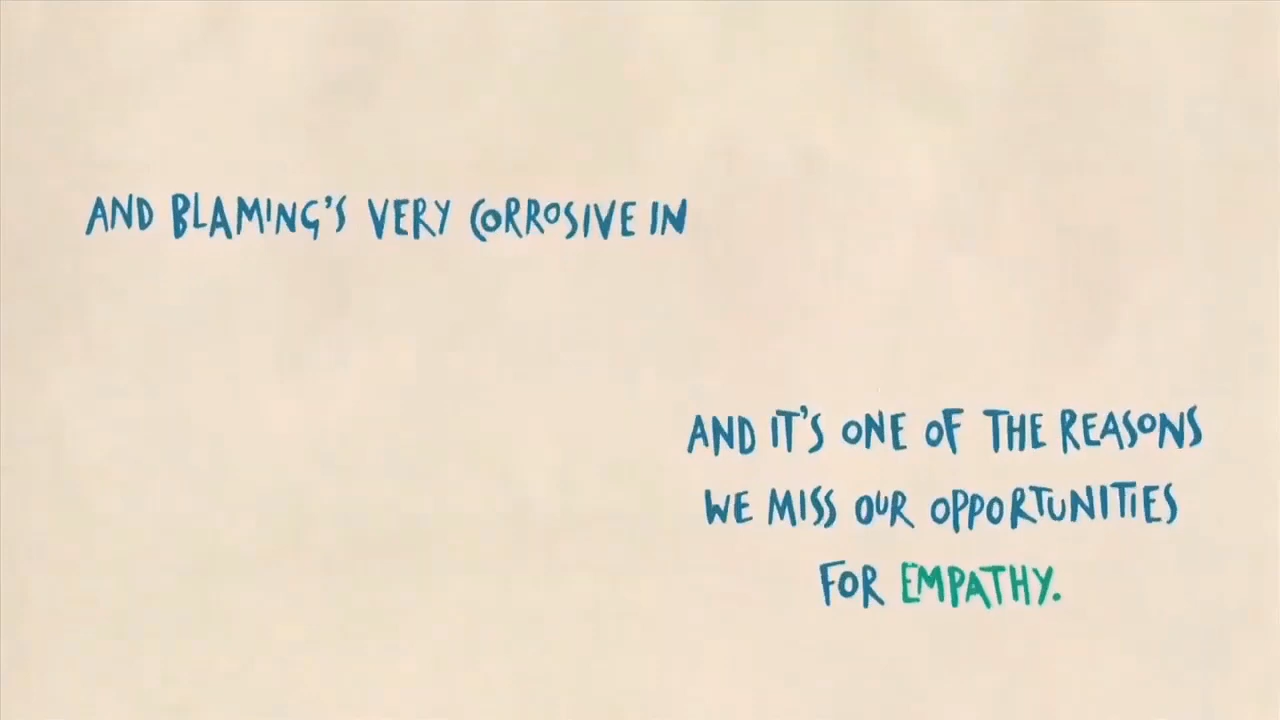 AND BLAMING'S VERY CORROSIVE IN
AND IT'S ONE OF THE REASONS
WE MISS OUR OPPORTUNITIES
FOR EMPATHY.